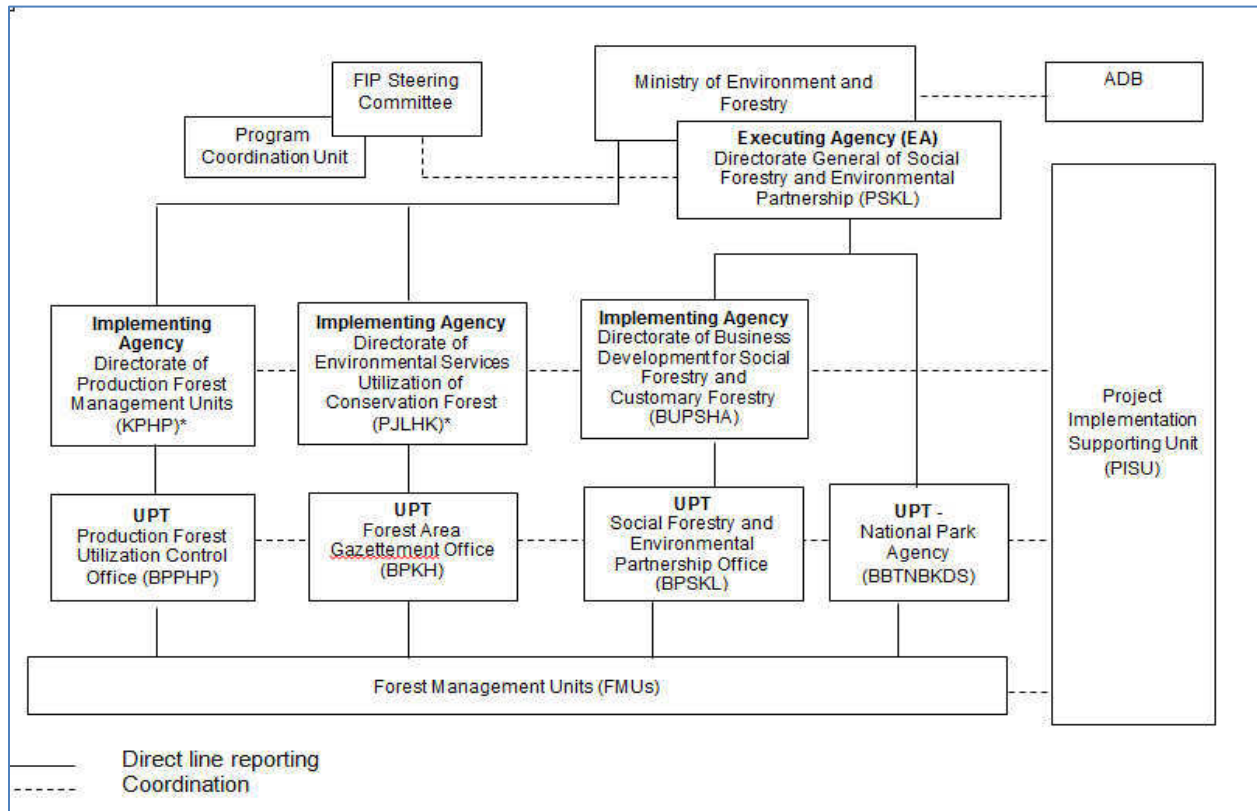 FIP Steering
Committee
Program
Coordination Unit
Ministry of Environment and
Forestry
ADB
Executing Agency (EA)
Directorate General of Social
Forestry and Environmental
Partnership (PSKL)
Implementing
Agency
Directorate of
Production Forest
Management Units
(KPHP)*
Implementing Agency
Directorate of
Environmental Services
Utilization of
Conservation Forest
(PJLHK)*
Implementing Agency
Directorate of Business
Development for Social
Forestry and
Customary Forestry
(BUPSHA)
Project
Implementation
Supporting Unit
(PISU)
UPT
Production Forest
Utilization Control
Office (BPPHP)
UPT
Forest Area
Gazettement Office
(BPKH)
UPT
Social Forestry and
Environmental
Partnership Office
(BPSKL)
UPT -
National Park
Agency
(BBTNBKDS)
Forest Management Units (FMUs)
Direct line reporting
Coordination